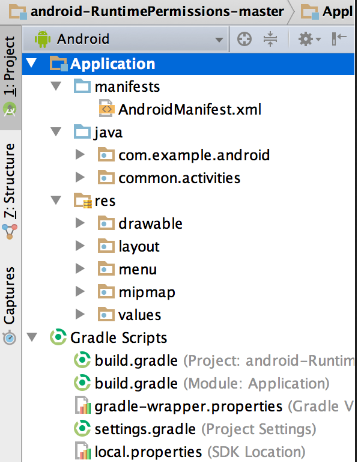 android-RuntimePermissions-master Appl
Android
1: Project
Application
manifests
AndroidManifest.xml
java
com.example.android
common.activities
Z: Structure
res
drawable
layout
menu
mipmap
values
Captures
Gradle Scripts
build.gradle (Project: android-Runtim
build.gradle (Module: Application)
gradle-wrapper.properties (Gradle V
settings.gradle (Project Settings)
local.properties (SDK Location)